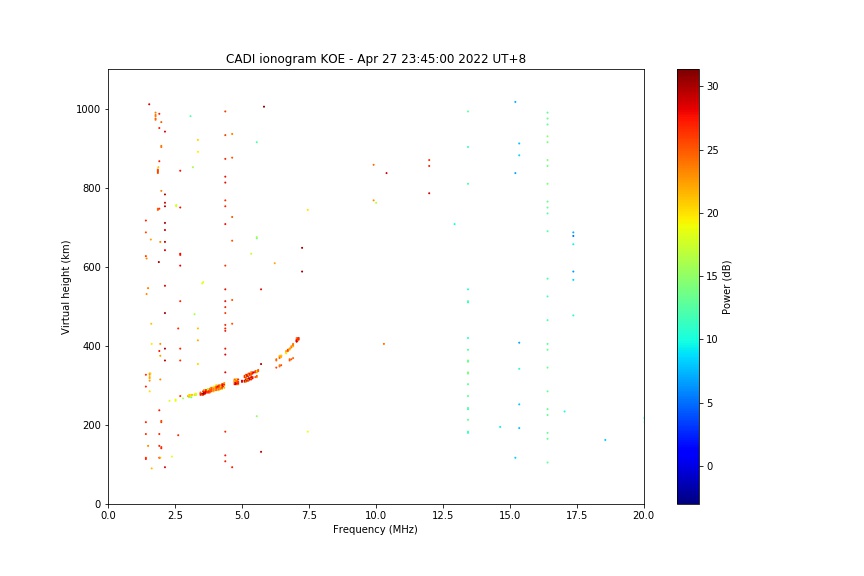 CADI ionogram KOE - Apr 27 23:45:00 2022 UT+8
1000
800
600
400
200
0
Virtual height (km)
0.0 2.5 5.0 7.5 10.0 12.5 15.0 17.5 20.0
Frequency (MHz)
30
25
20
15
10
5
0
Power (dB)